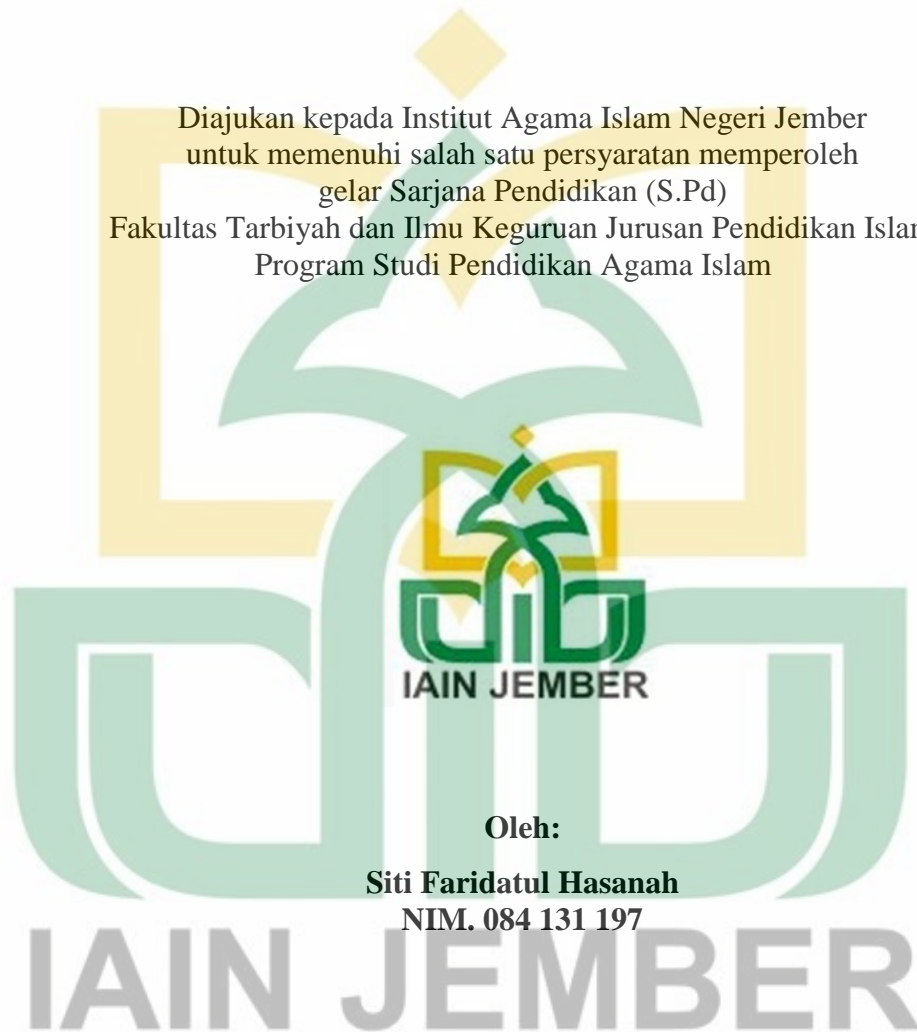 Diajukan kepada Institut Agama Islam Negeri Jember
untuk memenuhi salah satu persyaratan memperoleh
gelar Sarjana Pendidikan (S.Pd)
Fakultas Tarbiyah dan Ilmu Keguruan Jurusan Pendidikan Islam
Program Studi Pendidikan Agama Islam
IAIN JEMBER
Oleh:
Siti Faridatul Hasanah
NIM. 084 131 197
IAIN JEMBER